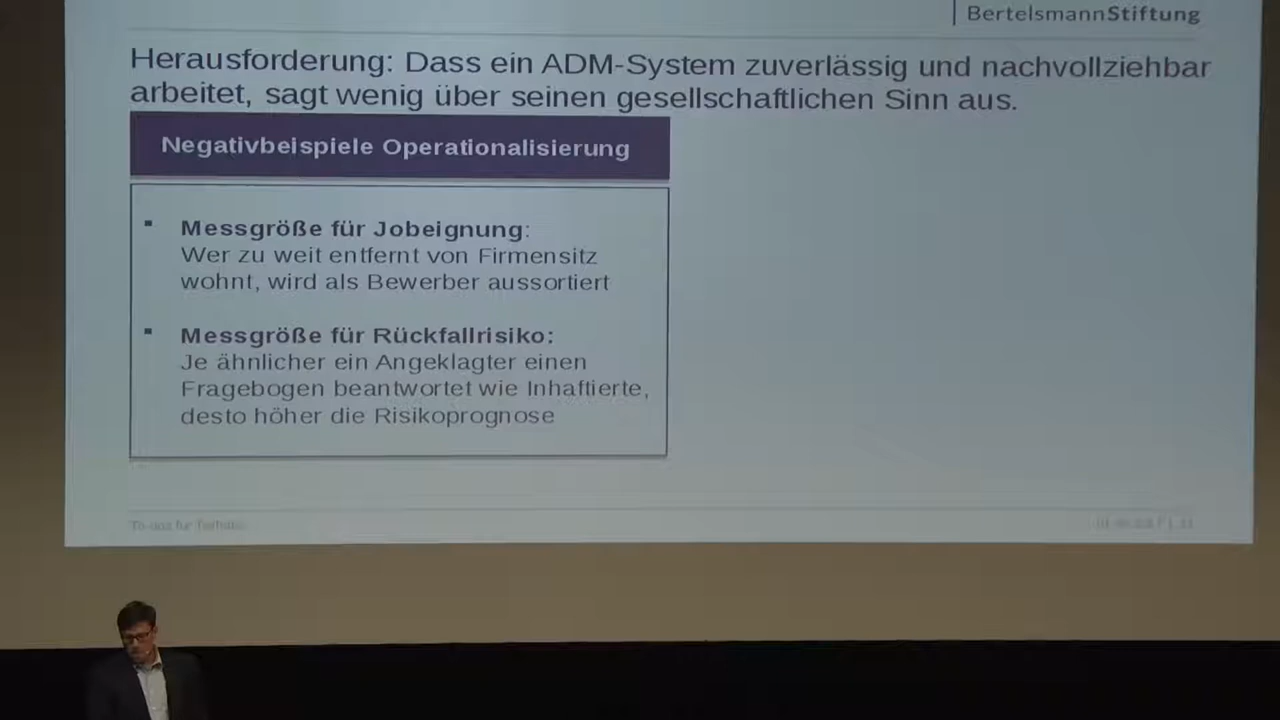 BertelsmannStiftung
Herausforderung: Dass ein ADM-System zuverlässig und nachvollziehbar
arbeitet, sagt wenig über seinen gesellschaftlichen Sinn aus.
Negativbeispiele Operationalisierung
▪ Messgröße für Jobeignung:
Wer zu weit entfernt von Firmensitz
wohnt, wird als Bewerber aussortiert
▪ Messgröße für Rückfallrisiko:
Je ähnlicher ein Angeklagter einen
Fragebogen beantwortet wie Inhaftierte,
desto höher die Risikoprognose